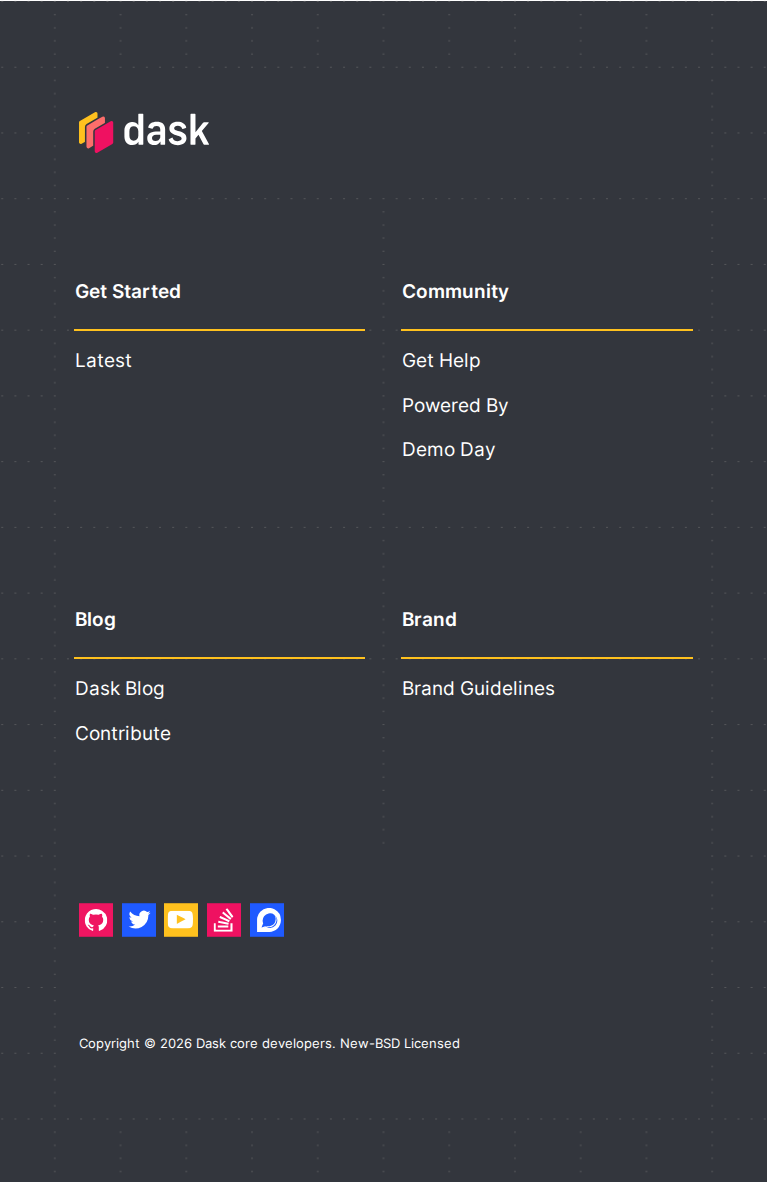 dask
Get Started
Latest
Community
Get Help
Powered By
Demo Day
Blog
Dask Blog
Contribute
Brand
Brand Guidelines
Copyright © 2026 Dask core developers. New-BSD Licensed